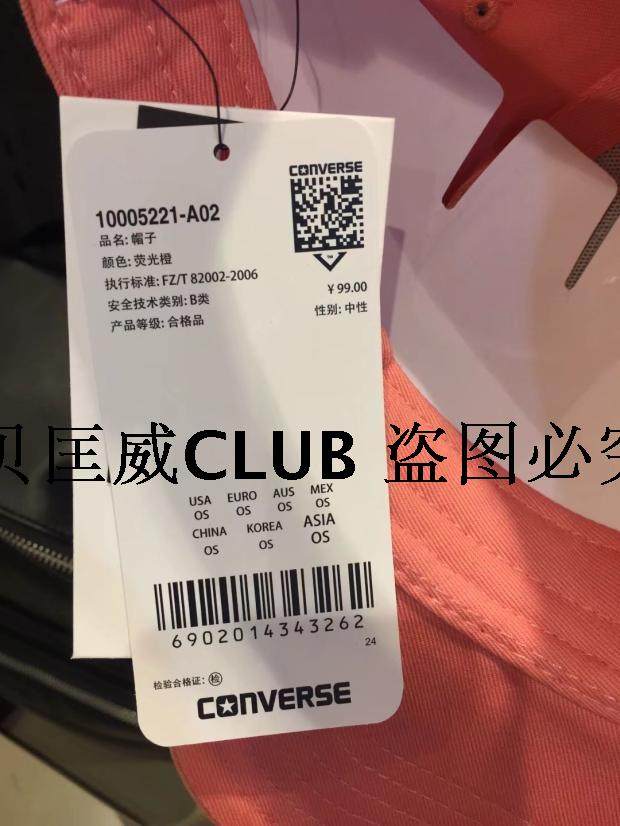 CONVERSE
10005221-A02
品名: 帽子
颜色: 荧光橙
执行标准: FZ/T 82002-2006
安全技术类别: B类
产品等级: 合格品
¥ 99.00
性别: 中性
贝匡威CLUB 盗图必究
USA EURO AUS MEX
OS OS OS OS
CHINA KOREA ASIA
OS OS OS
6902014343262
24
检验合格证: 检
CONVERSE